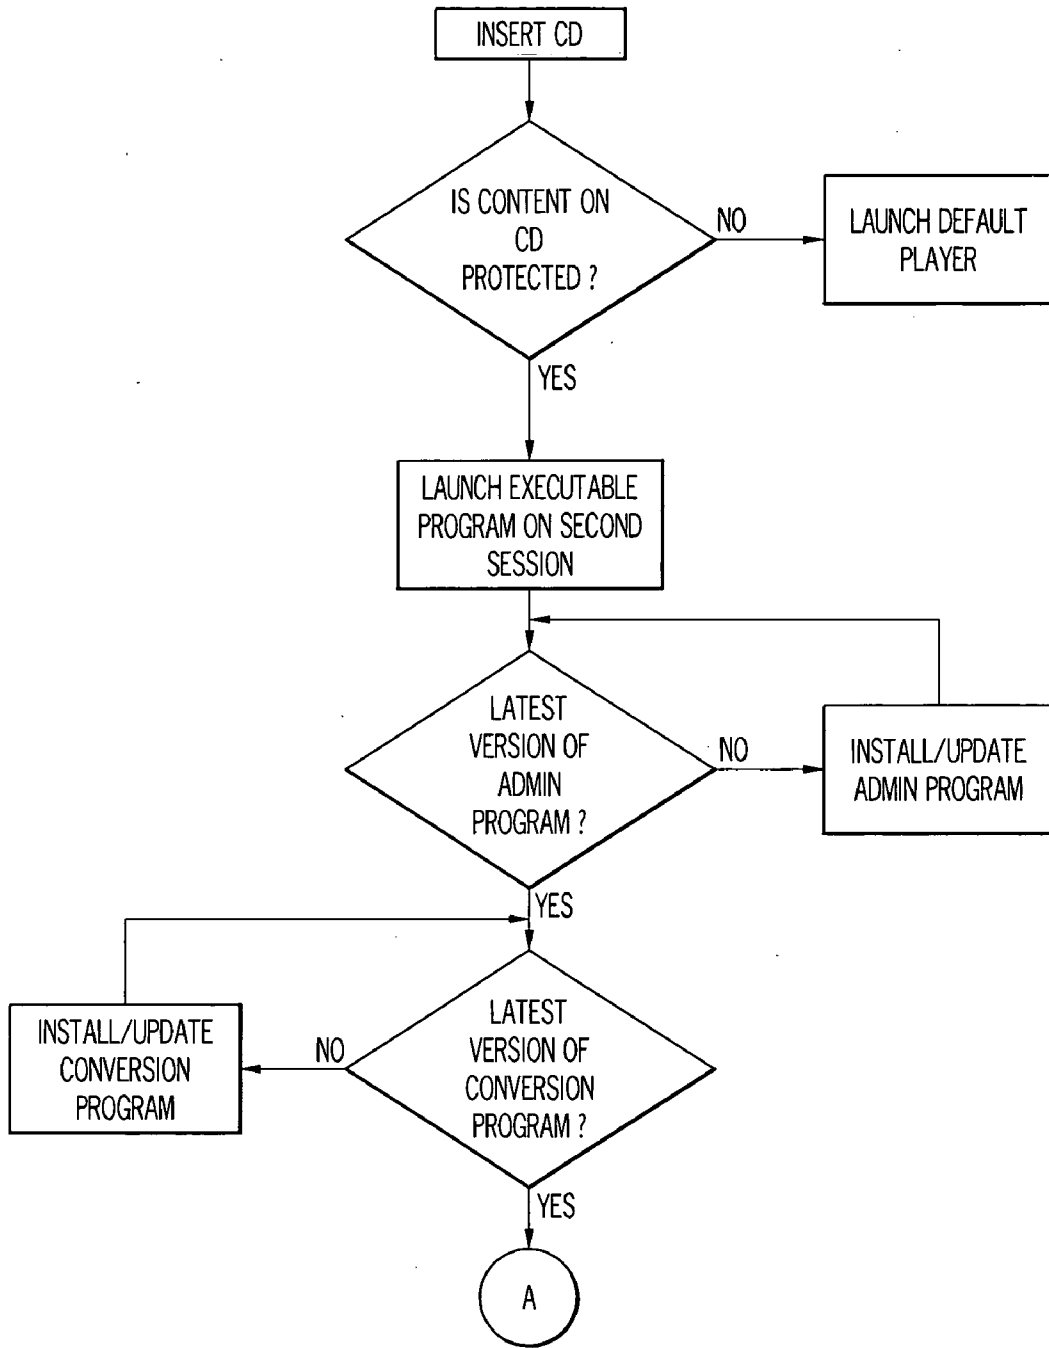 INSERT CD
IS CONTENT ON
CD
PROTECTED ?
NO
LAUNCH DEFAULT
PLAYER
YES
LAUNCH EXECUTABLE
PROGRAM ON SECOND
SESSION
LATEST
VERSION OF
ADMIN
PROGRAM ?
NO
INSTALL/UPDATE
ADMIN PROGRAM
YES
INSTALL/UPDATE
CONVERSION
PROGRAM
NO
LATEST
VERSION OF
CONVERSION
PROGRAM ?
YES
A